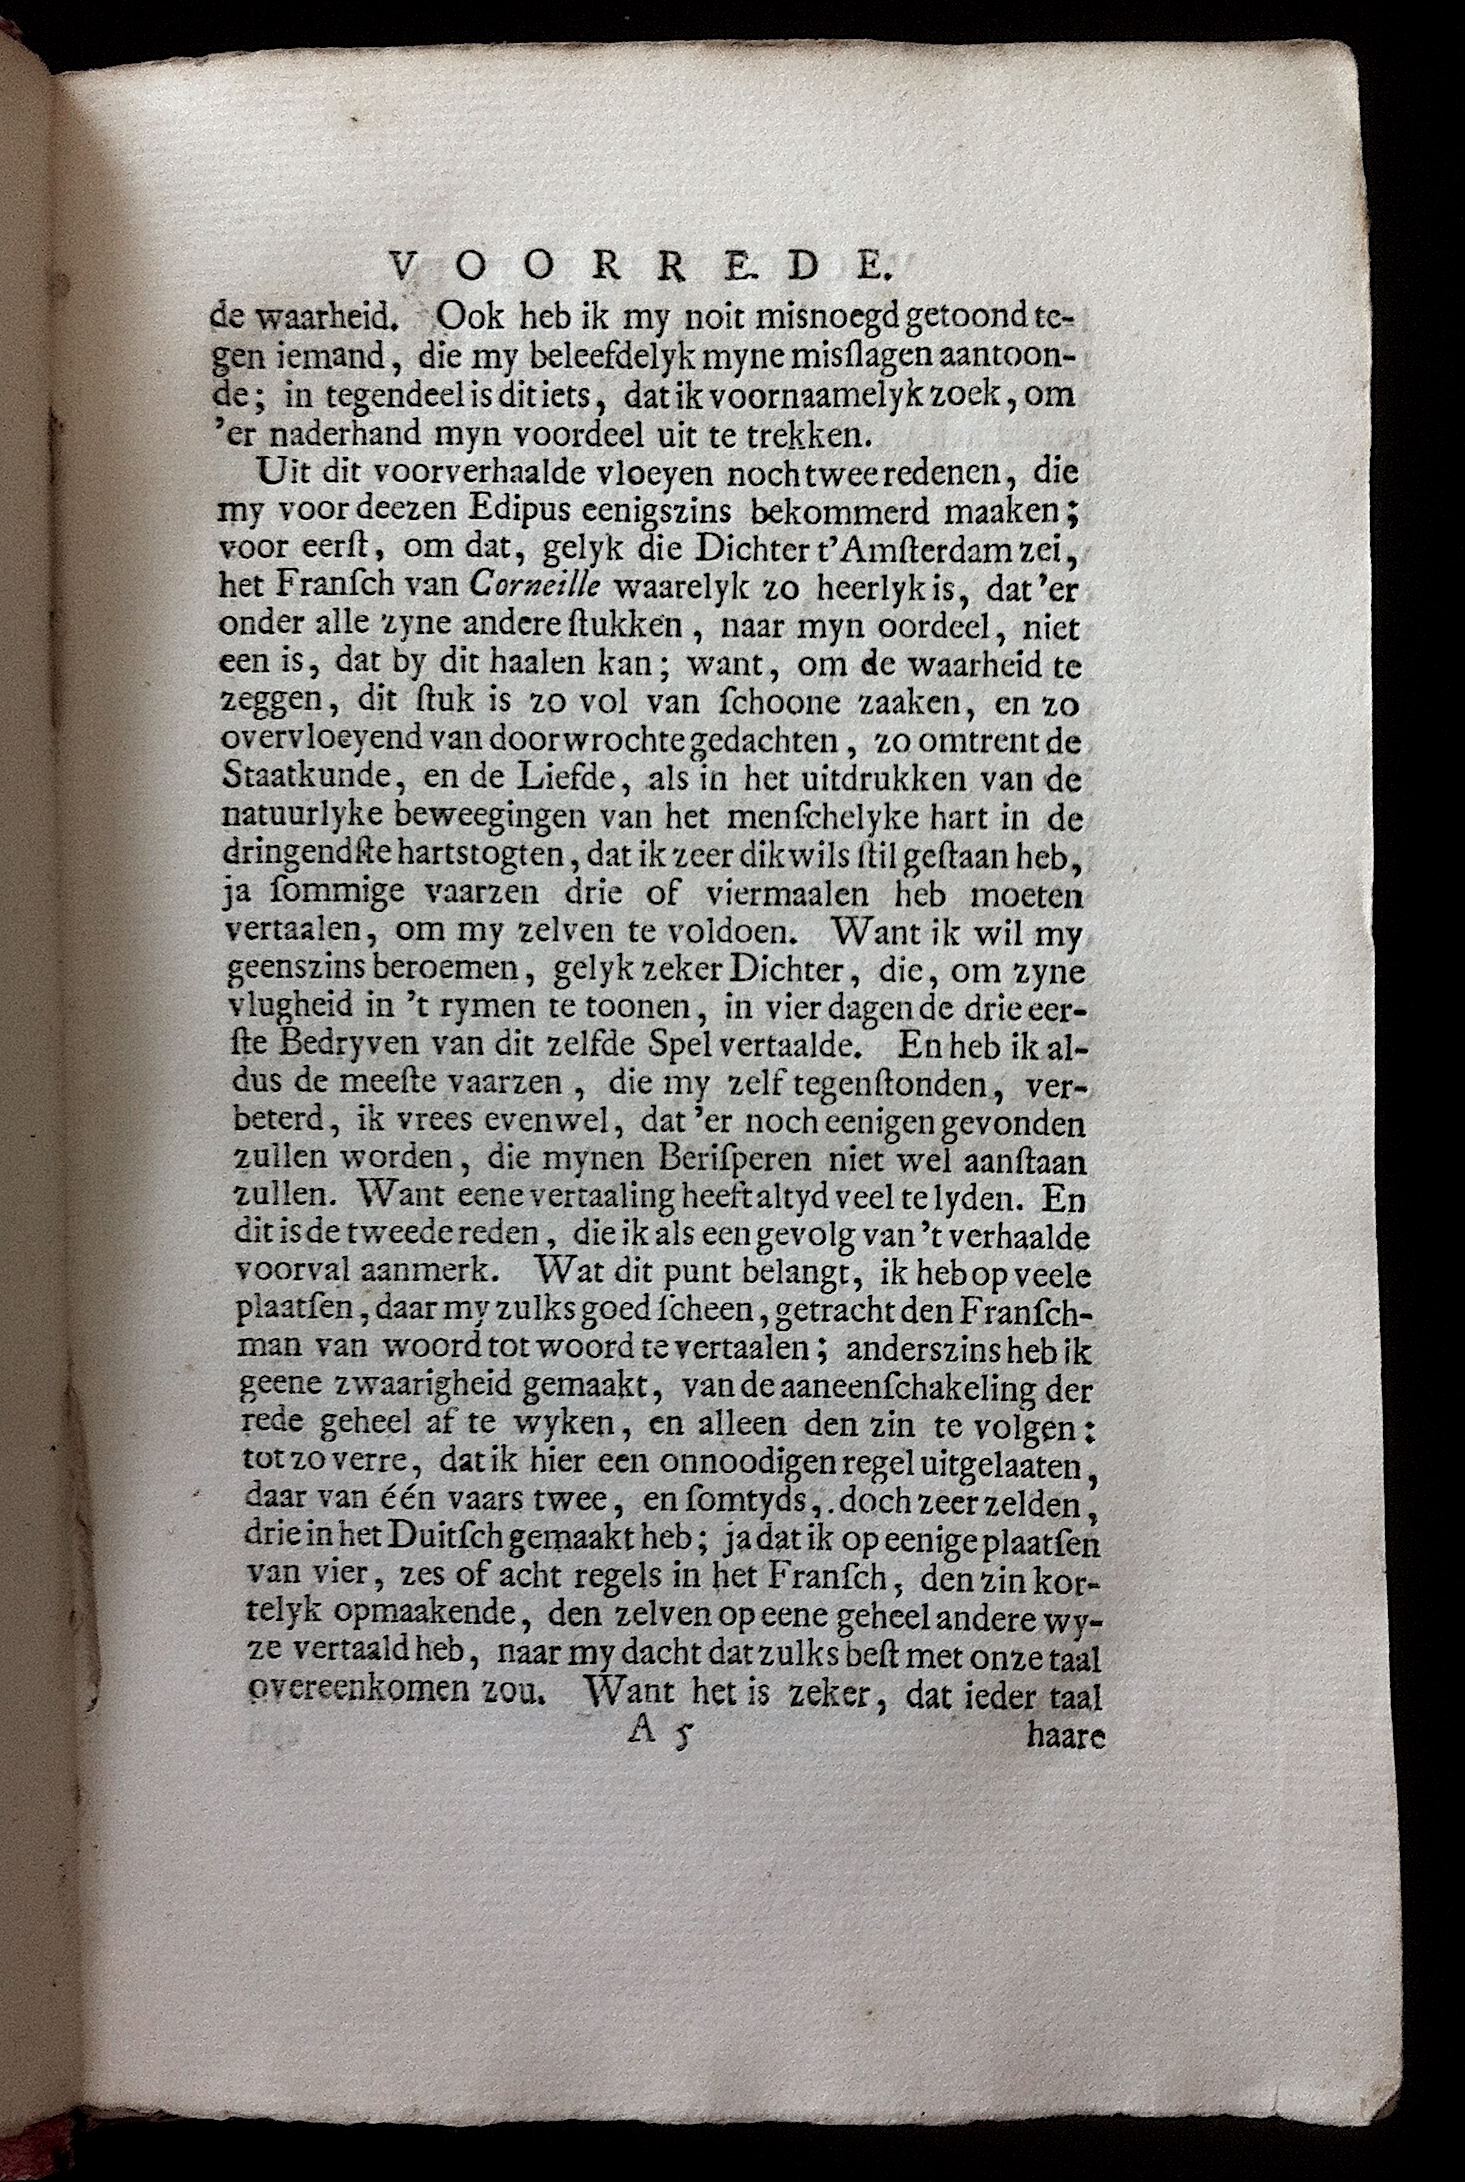 VOORREDE.
de waarheid. Ook heb ik my noit misnoegd getoond te-
gen iemand, die my beleefdelyk myne misſlagen aantoon-
de; in tegendeel is dit iets, dat ik voornaamelyk zoek, om
'er naderhand myn voordeel uit te trekken.
Uit dit voorverhaalde vloeyen noch twee redenen, die
my voor deezen Edipus eenigszins bekommerd maaken;
voor eerſt, om dat, gelyk die Dichter t'Amſterdam zei,
het Franſch van Corneille waarelyk zo heerlyk is, dat 'er
onder alle zyne andere ſtukken, naar myn oordeel, niet
een is, dat by dit haalen kan; want, om de waarheid te
zeggen, dit ſtuk is zo vol van ſchoone zaaken, en zo
overvloeyend van doorwrochte gedachten, zo omtrent de
Staatkunde, en de Liefde, als in het uitdrukken van de
natuurlyke beweegingen van het menſchelyke hart in de
dringendſte hartstogten, dat ik zeer dikwils ſtil geſtaan heb,
ja ſommige vaarzen drie of viermaalen heb moeten
vertaalen, om my zelven te voldoen. Want ik wil my
geenszins beroemen, gelyk zeker Dichter, die, om zyne
vlugheid in 't rymen te toonen, in vier dagen de drie eer-
ſte Bedryven van dit zelfde Spel vertaalde. En heb ik al-
dus de meeſte vaarzen, die my zelf tegenſtonden, ver-
beterd, ik vrees evenwel, dat 'er noch eenigen gevonden
zullen worden, die mynen Beriſperen niet wel aanſtaan
zullen. Want eene vertaaling heeft altyd veel te lyden. En
dit is de tweede reden, die ik als een gevolg van 't verhaalde
voorval aanmerk. Wat dit punt belangt, ik heb op veele
plaatſen, daar my zulks goed ſcheen, getracht den Franſch-
man van woord tot woord te vertaalen; anderszins heb ik
geene zwaarigheid gemaakt, van de aaneenſchakeling der
rede geheel af te wyken, en alleen den zin te volgen:
tot zo verre, dat ik hier een onnoodigen regel uitgelaaten,
daar van één vaars twee, en ſomtyds,. doch zeer zelden,
drie in het Duitſch gemaakt heb; ja dat ik op eenige plaatſen
van vier, zes of acht regels in het Franſch, den zin kor-
telyk opmaakende, den zelven op eene geheel andere wy-
ze vertaald heb, naar my dacht dat zulks beſt met onze taal
overeenkomen zou. Want het is zeker, dat ieder taal
A 5
haare